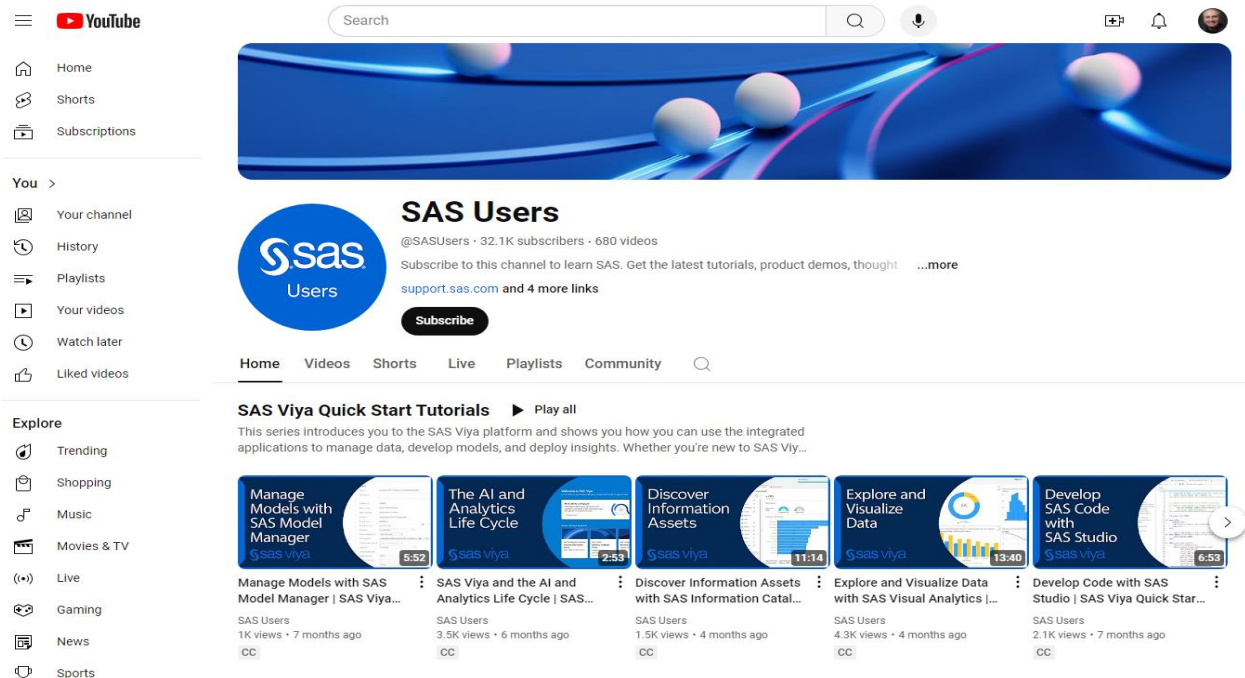 YouTube
Search
Home
Shorts
Subscriptions
You
Your channel
History
Playlists
Your videos
Watch later
Liked videos
Explore
Trending
Shopping
Music
Movies & TV
Live
Gaming
News
Sports
sas
Users
SAS Users
@SASUsers · 32.1K subscribers · 680 videos
Subscribe to this channel to learn SAS. Get the latest tutorials, product demos, thought ...more
support.sas.com and 4 more links
Subscribe
Home Videos Shorts Live Playlists Community
SAS Viya Quick Start Tutorials Play all
This series introduces you to the SAS Viya platform and shows you how you can use the integrated
applications to manage data, develop models, and deploy insights. Whether you're new to SAS Viy...
Manage
Models with
SAS Model
Manager
sas viya
5:52
Manage Models with SAS
Model Manager | SAS Viya...
SAS Users
1K views • 7 months ago
CC
The AI and
Analytics
Life Cycle
sas viya
2:53
SAS Viya and the AI and
Analytics Life Cycle | SAS...
SAS Users
3.5K views • 6 months ago
CC
Discover
Information
Assets
sas viya
11:14
Discover Information Assets
with SAS Information Catal...
SAS Users
1.5K views • 4 months ago
CC
Explore and
Visualize
Data
sas viya
13:40
Explore and Visualize Data
with SAS Visual Analytics |...
SAS Users
4.3K views • 4 months ago
CC
Develop
SAS Code
with
SAS Studio
sas viya
6:53
Develop Code with SAS
Studio | SAS Viya Quick Star...
SAS Users
2.1K views • 7 months ago
CC